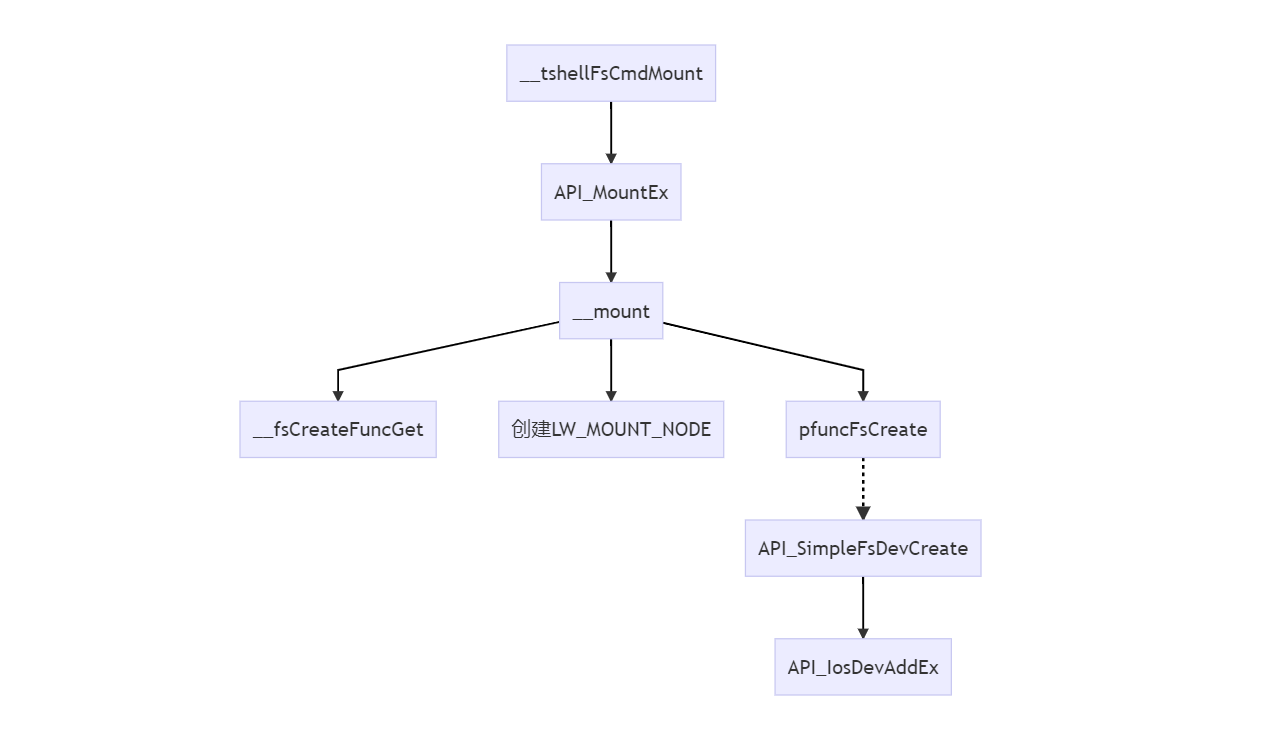 __tshellFsCmdMount
API_MountEx
__mount
__fsCreateFuncGet
创建LW_MOUNT_NODE
pfuncFsCreate
API_SimpleFsDevCreate
API_IosDevAddEx